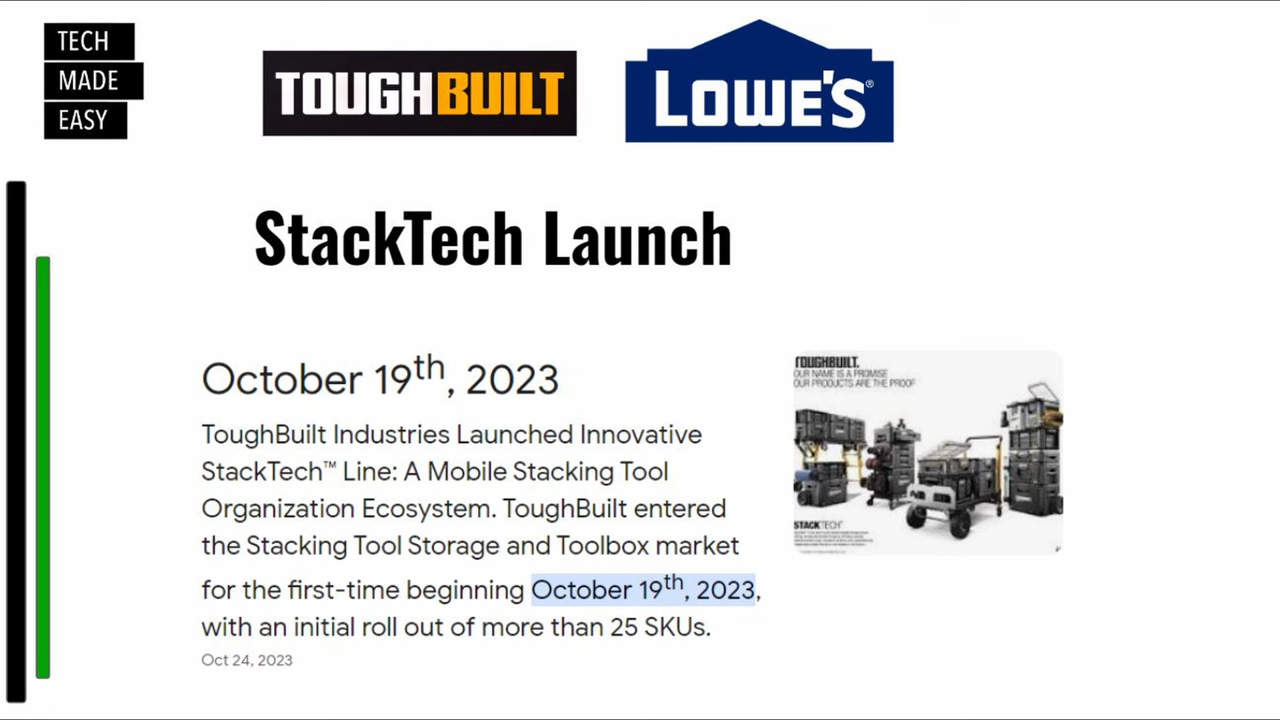 TECH
MADE
EASY
TOUGHBUILT
LOWE'S®
StackTech Launch
October 19th, 2023
ToughBuilt Industries Launched Innovative
StackTech™ Line: A Mobile Stacking Tool
Organization Ecosystem. ToughBuilt entered
the Stacking Tool Storage and Toolbox market
for the first-time beginning October 19th, 2023,
with an initial roll out of more than 25 SKUs.
Oct 24, 2023
TOUGHBUILT.
OUR NAME IS A PROMISE
OUR PRODUCTS ARE THE PROOF
STACKTECH